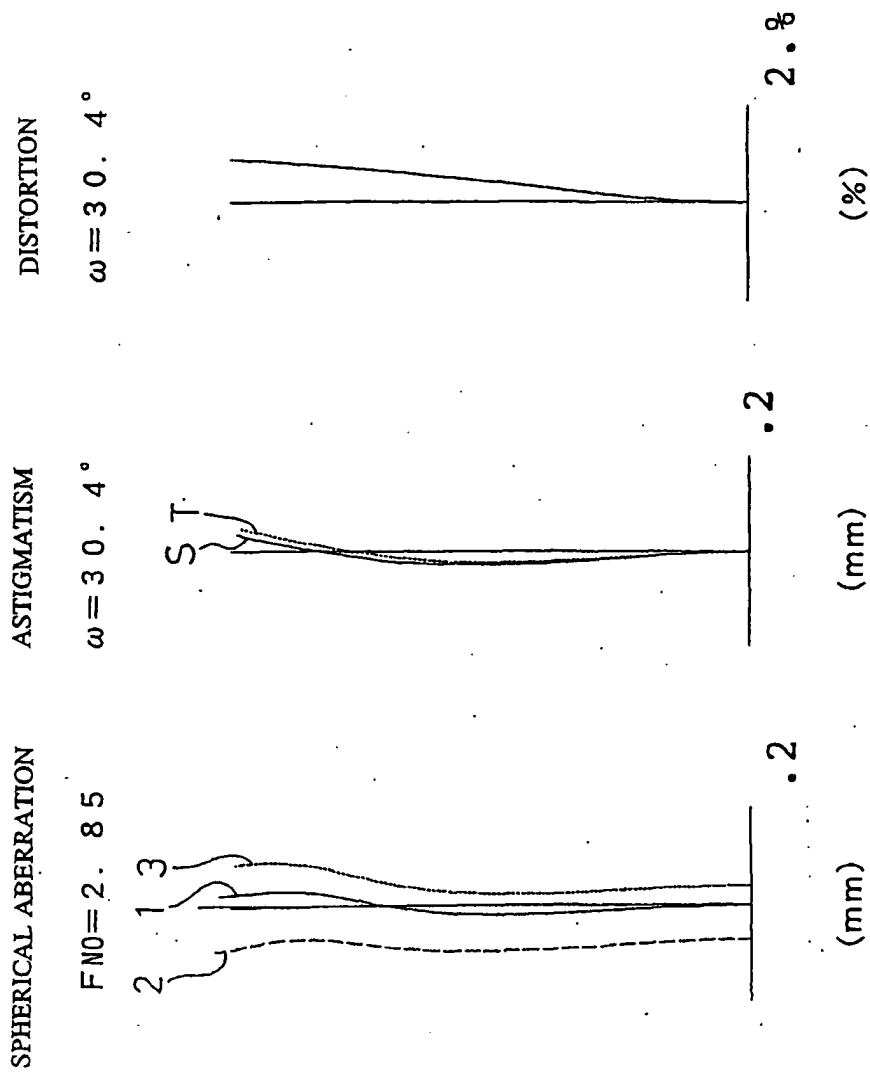 SPHERICAL ABERRATION
FNO=2. 85
1
2
3
.2
(mm)
ASTIGMATISM
ω=30. 4°
S
T
.2
(mm)
DISTORTION
ω=30. 4°
2.%
(%)